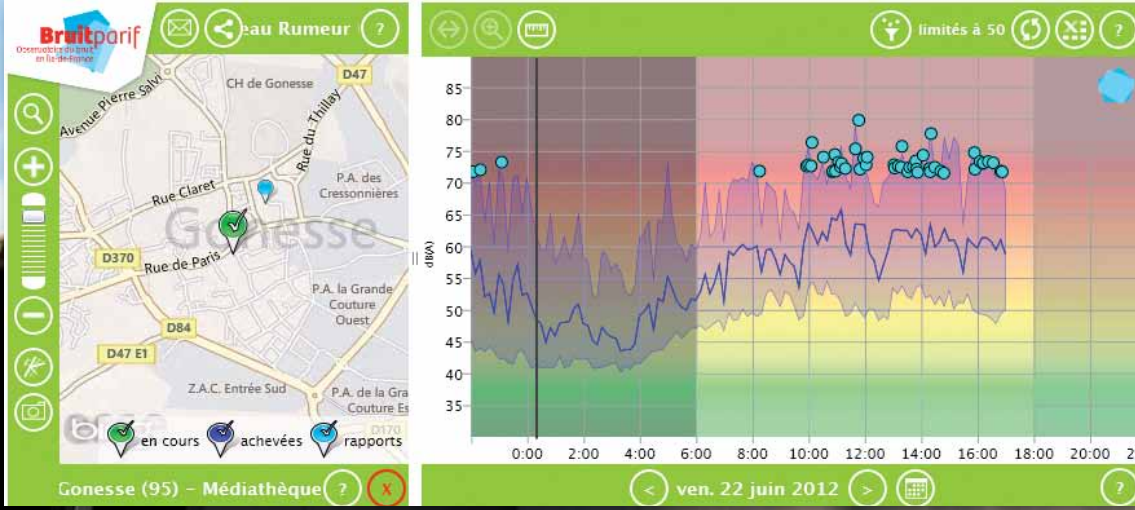 Bruitparif
Observatoire du bruit
en Île-de-France
eau Rumeur
?
limités à 50
?
Avenue Pierre Salvi
CH de Gonesse
D47
Rue du Thillay
P.A. des
Cressonnières
Rue Claret
Gonesse
D370
Rue de Paris
P.A. la Grande
Couture
Ouest
D84
D47 E1
Z.A.C. Entrée Sud
P.A. de la Gra
Couture Es
D170
en cours
achevées
rapports
Gonesse (95) - Médiathèque
?
X
dB(A)
85
80
75
70
65
60
55
50
45
40
35
0:00 2:00 4:00 6:00 8:00 10:00 12:00 14:00 16:00 18:00 20:00 2
< ven. 22 juin 2012 >
?